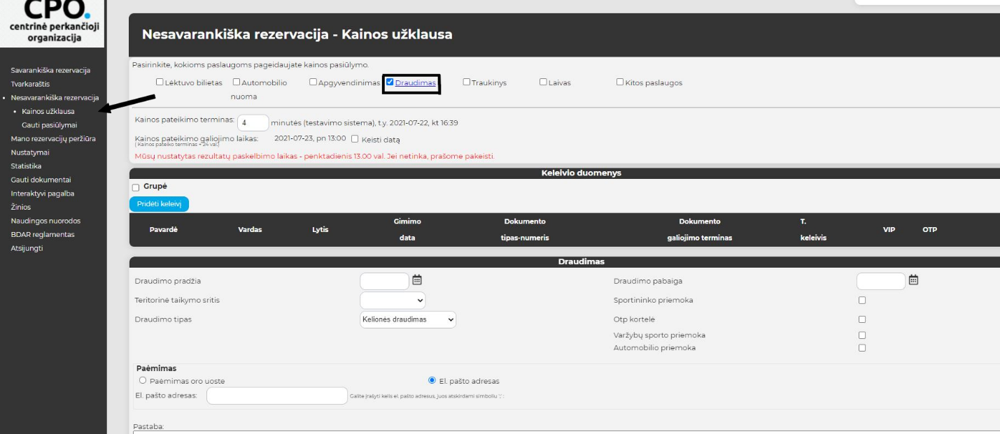 CPO.
centrinė perkančioji
organizacija
Savarankiška rezervacija
Tvarkaraštis
Nesavarankiška rezervacija
Kainos užklausa
Gauti pasiūlymai
Mano rezervacijų peržiūra
Nustatymai
Statistika
Gauti dokumentai
Interaktyvi pagalba
Žinios
Naudingos nuorodos
BDAR reglamentas
Atsijungti
Nesavarankiška rezervacija - Kainos užklausa
Pasirinkite, kokioms paslaugoms pageidaujate kainos pasiūlymo.
Lėktuvo bilietas Automobilio nuoma Apgyvendinimas Draudimas Traukinys Laivas Kitos paslaugos
Kainos pateikimo terminas: 4 minutės (testavimo sistema), t.y. 2021-07-22, kt 16:39
Kainos pateikimo galiojimo laikas: 2021-07-23, pn 13:00 Keisti datą
( Kainos pateiko terminas + 24 val.)
Mūsų nustatytas rezultatų paskelbimo laikas - penktadienis 13.00 val. Jei netinka, prašome pakeisti.
Keleivio duomenys
Grupė
Pridėti keleivį
Pavardė Vardas Lytis Gimimo data Dokumento tipas-numeris Dokumento galiojimo terminas T. keleivis VIP OTP
Draudimas
Draudimo pradžia Draudimo pabaiga
Teritorinė taikymo sritis Sportininko priemoka
Draudimo tipas Kelionės draudimas Otp kortelė
Varžybų sporto priemoka
Automobilio priemoka
Paėmimas
Paėmimas oro uoste El. pašto adresas
El. pašto adresas: Galite įrašyti kelis el. pašto adresus, juos atskirdami simboliu ';' :
Pastaba: